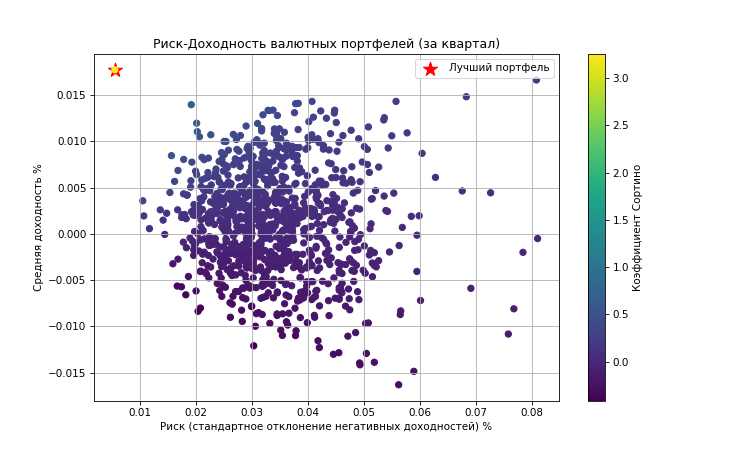 Риск-Доходность валютных портфелей (за квартал)
Лучший портфель
Средняя доходность %
0.015
0.010
0.005
0.000
−0.005
−0.010
−0.015
0.01 0.02 0.03 0.04 0.05 0.06 0.07 0.08
Риск (стандартное отклонение негативных доходностей) %
3.0
2.5
2.0
1.5
1.0
0.5
0.0
Коэффициент Сортино